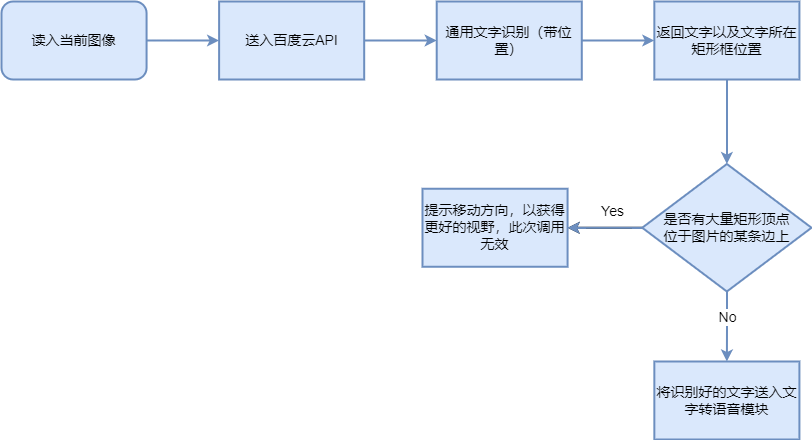 读入当前图像
送入百度云API
通用文字识别（带位
置）
返回文字以及文字所在
矩形框位置
是否有大量矩形顶点
位于图片的某条边上
Yes
提示移动方向，以获得
更好的视野，此次调用
无效
No
将识别好的文字送入文
字转语音模块